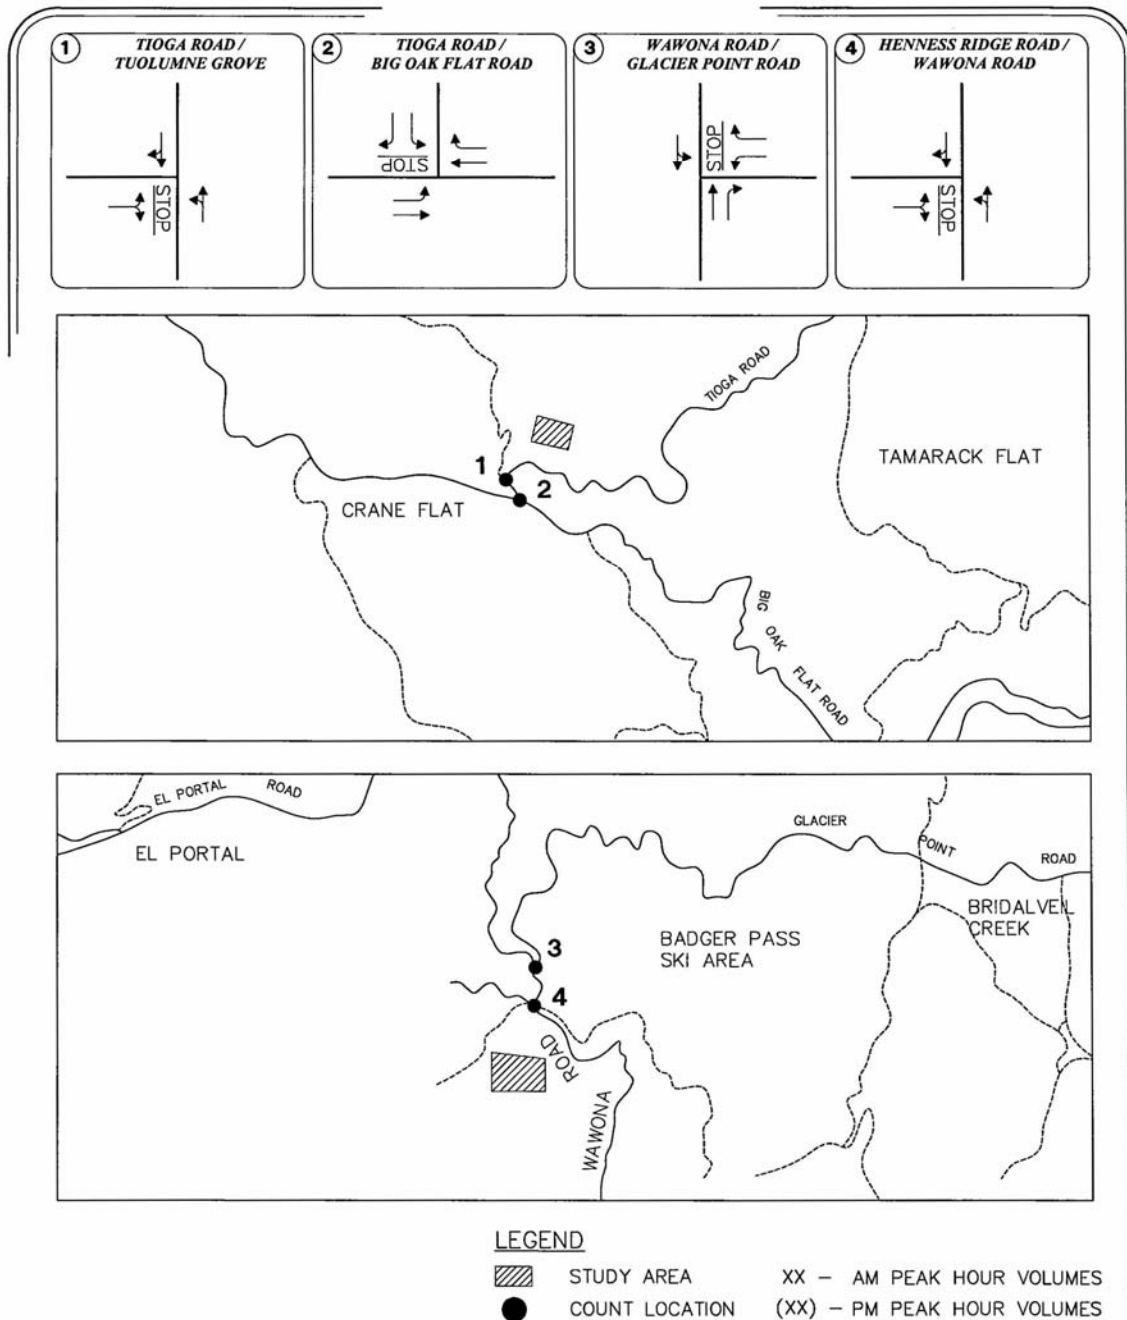 1
TIOGA ROAD /
TUOLUMNE GROVE
STOP
2
TIOGA ROAD /
BIG OAK FLAT ROAD
STOP
3
WAWONA ROAD /
GLACIER POINT ROAD
STOP
4
HENNESS RIDGE ROAD /
WAWONA ROAD
STOP
TIOGA ROAD
TAMARACK FLAT
1
2
CRANE FLAT
BIG OAK FLAT ROAD
EL PORTAL ROAD
EL PORTAL
GLACIER POINT ROAD
BRIDALVEIL
CREEK
BADGER PASS
SKI AREA
3
4
WAWONA ROAD
LEGEND
STUDY AREA
XX - AM PEAK HOUR VOLUMES
COUNT LOCATION
(XX) - PM PEAK HOUR VOLUMES